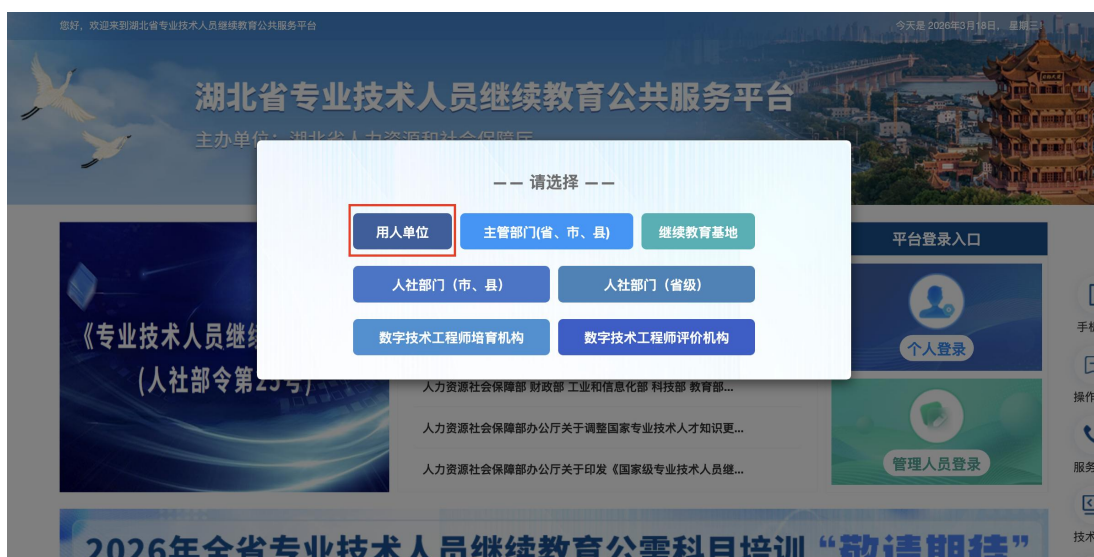 您好，欢迎来到湖北省专业技术人员继续教育公共服务平台
今天是 2026年3月18日， 星期三
湖北省专业技术人员继续教育公共服务平台
主办单位：湖北省人力资源和社会保障厅
—— 请选择 ——
用人单位
主管部门(省、市、县)
继续教育基地
人社部门（市、县）
人社部门（省级）
数字技术工程师培育机构
数字技术工程师评价机构
平台登录入口
个人登录
管理人员登录
《专业技术人员继续
(人社部令第25号)
人力资源社会保障部 财政部 工业和信息化部 科技部 教育部...
人力资源社会保障部办公厅关于调整国家专业技术人才知识更...
人力资源社会保障部办公厅关于印发《国家级专业技术人员继...
手机
操作
服务
技术
2026年全省专业技术人员继续教育公需科目培训“敬请期待”